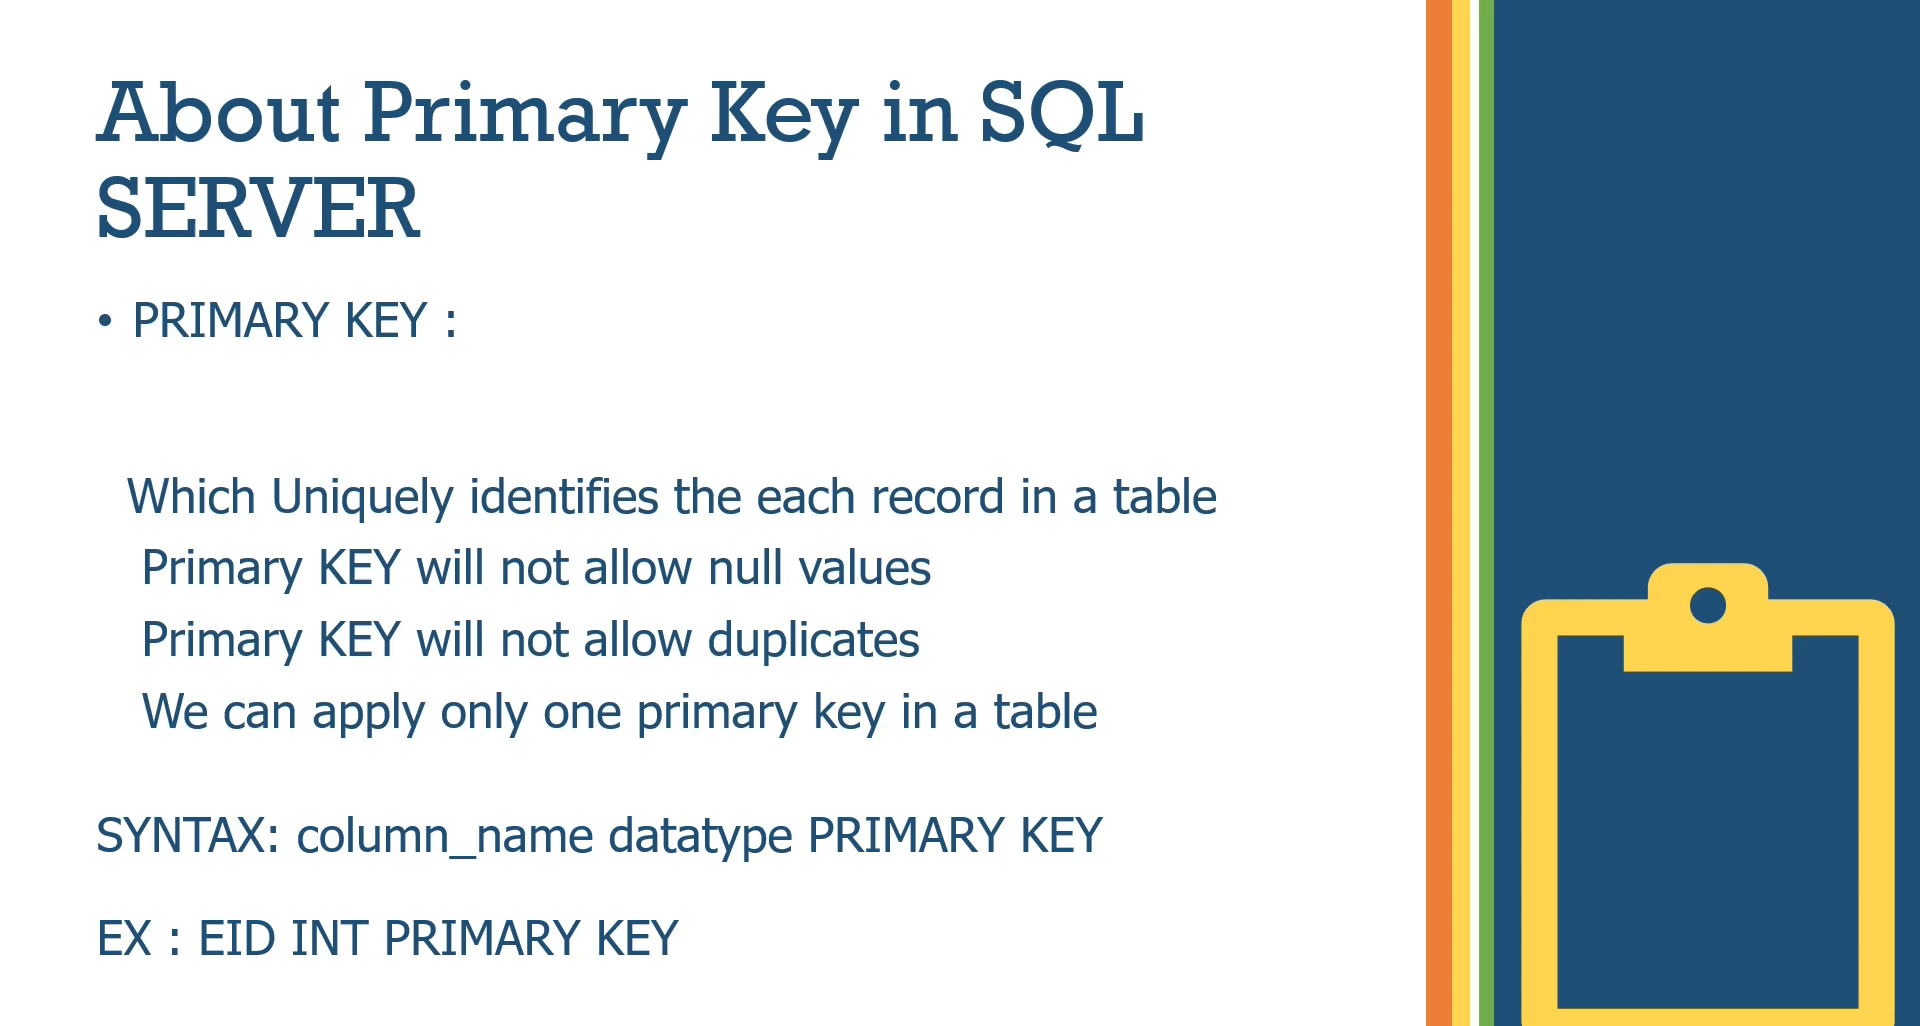 About Primary Key in SQL
SERVER
• PRIMARY KEY :
Which Uniquely identifies the each record in a table
Primary KEY will not allow null values
Primary KEY will not allow duplicates
We can apply only one primary key in a table
SYNTAX: column_name datatype PRIMARY KEY
EX : EID INT PRIMARY KEY